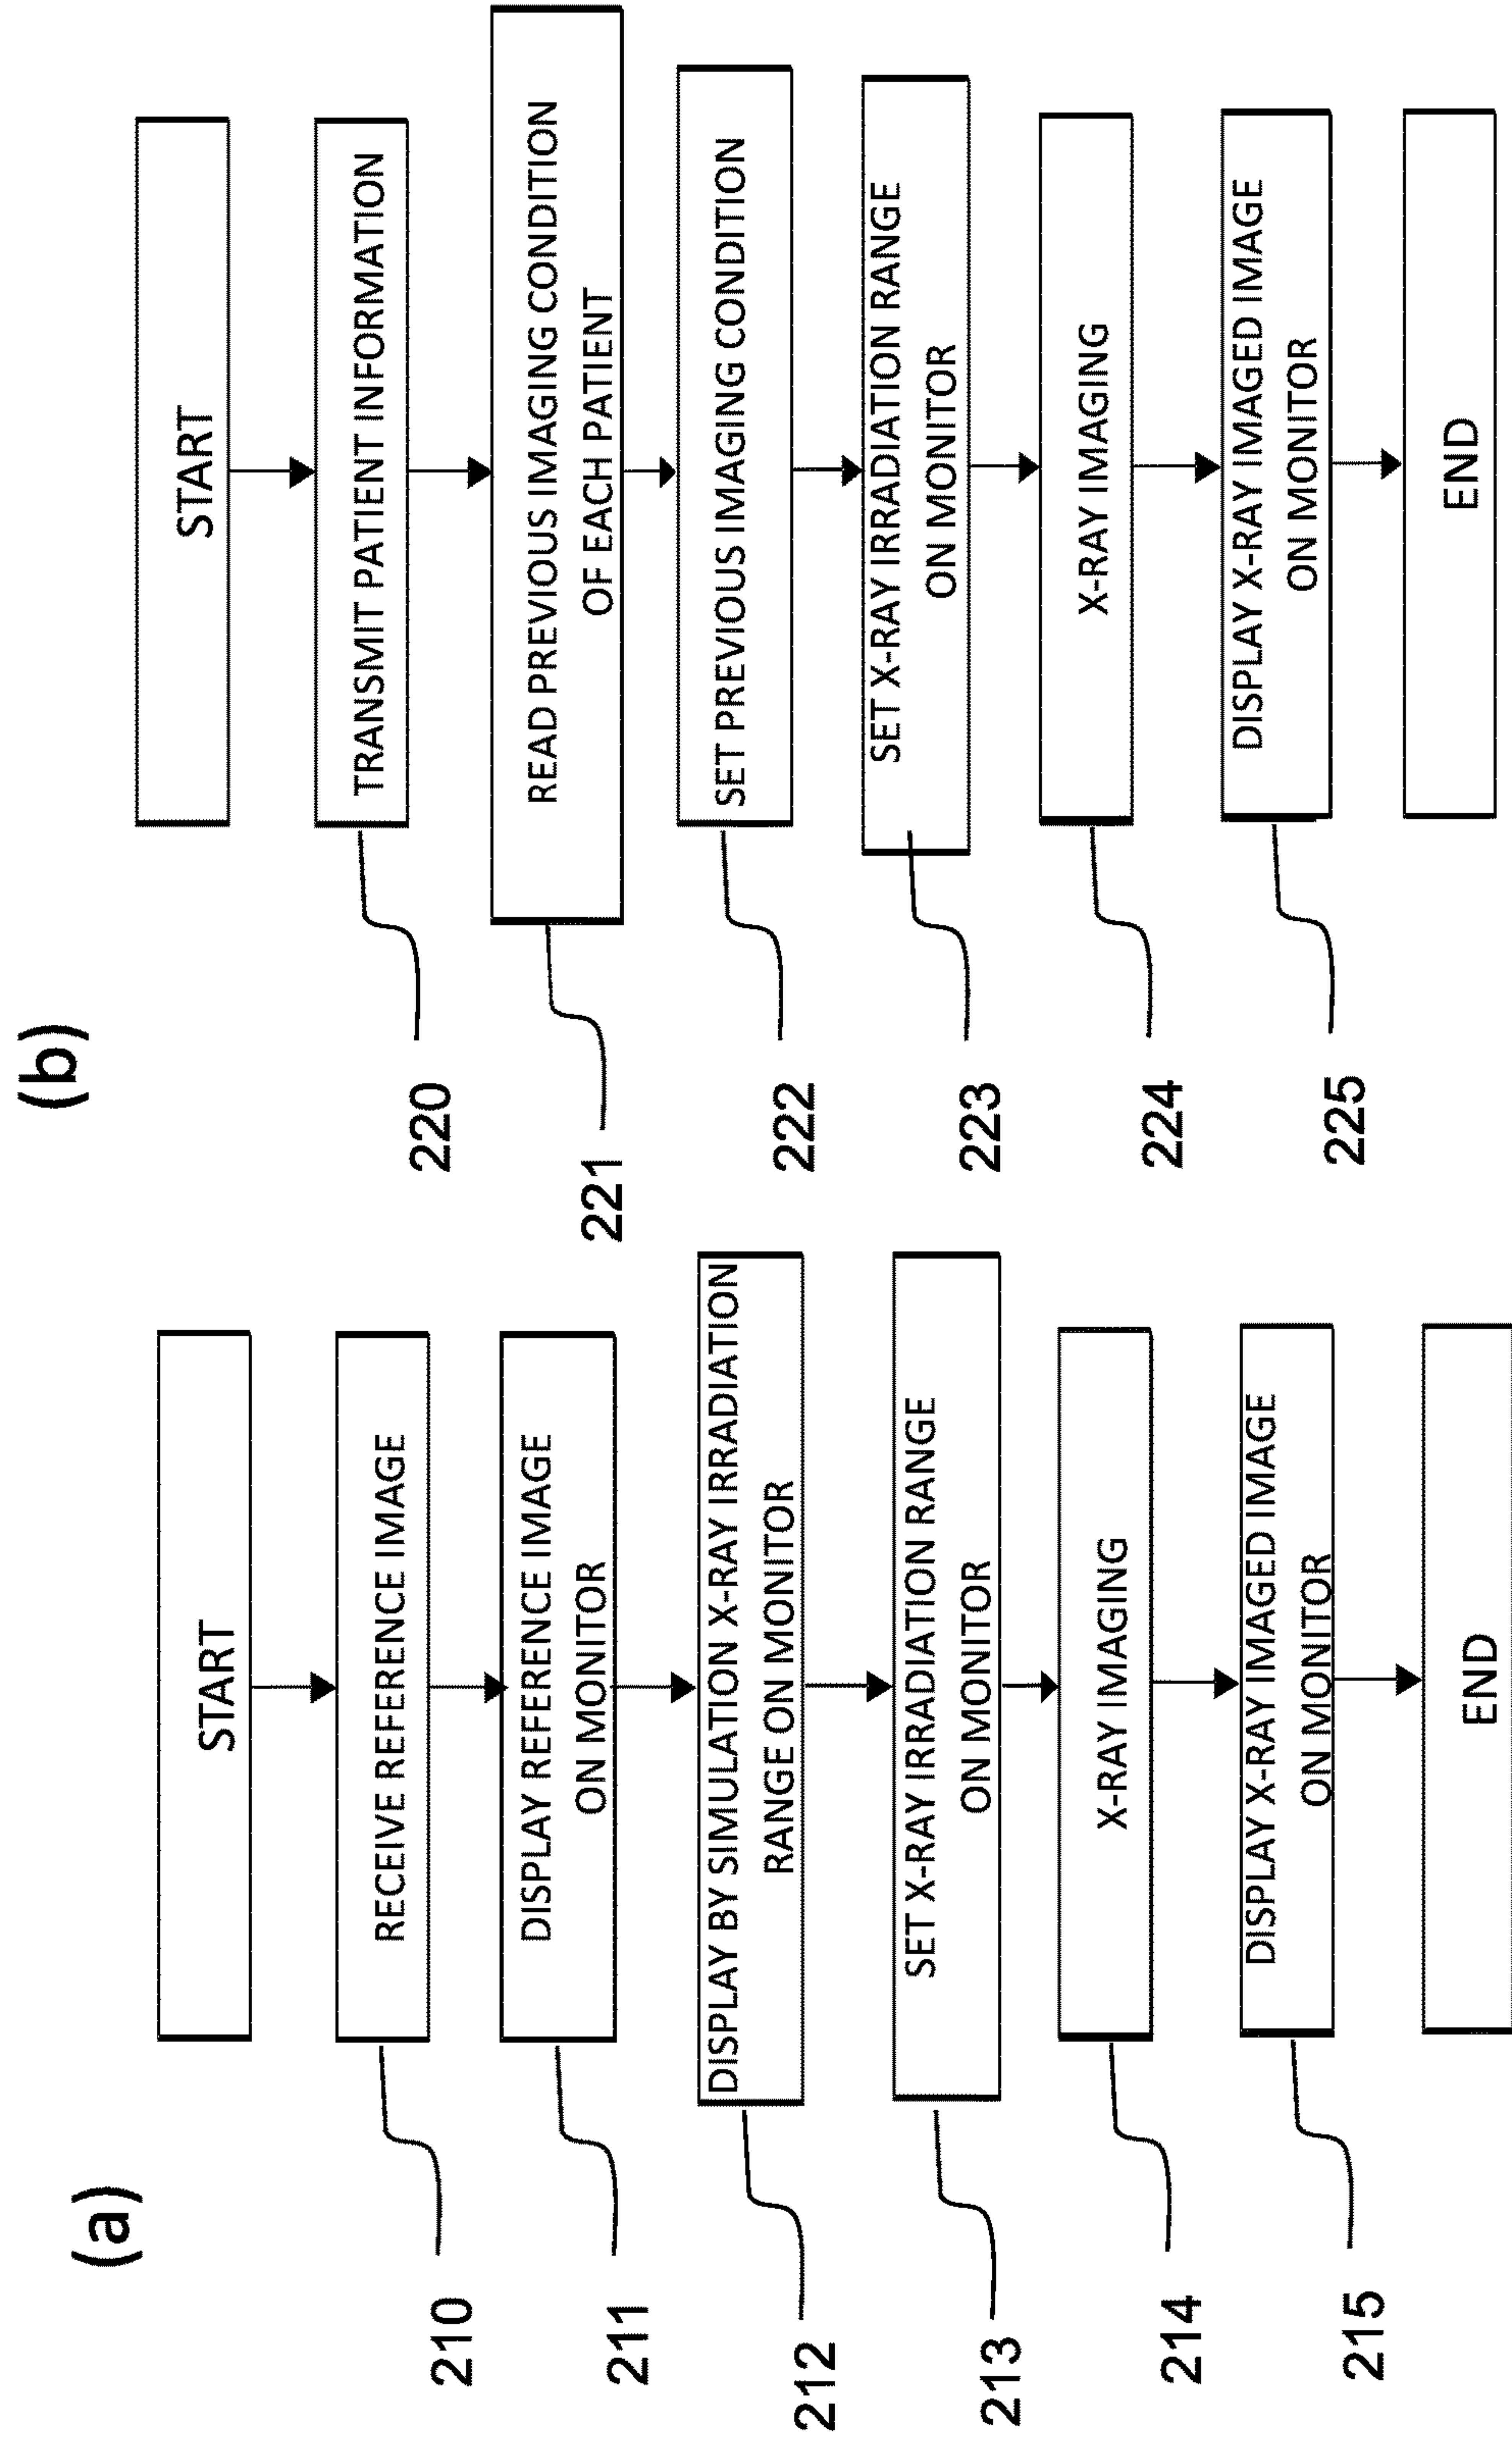 (a)
START
210
RECEIVE REFERENCE IMAGE
211
DISPLAY REFERENCE IMAGE
ON MONITOR
212
DISPLAY BY SIMULATION X-RAY IRRADIATION
RANGE ON MONITOR
213
SET X-RAY IRRADIATION RANGE
ON MONITOR
214
X-RAY IMAGING
215
DISPLAY X-RAY IMAGED IMAGE
ON MONITOR
END
(b)
START
220
TRANSMIT PATIENT INFORMATION
221
READ PREVIOUS IMAGING CONDITION
OF EACH PATIENT
222
SET PREVIOUS IMAGING CONDITION
223
SET X-RAY IRRADIATION RANGE
ON MONITOR
224
X-RAY IMAGING
225
DISPLAY X-RAY IMAGED IMAGE
ON MONITOR
END